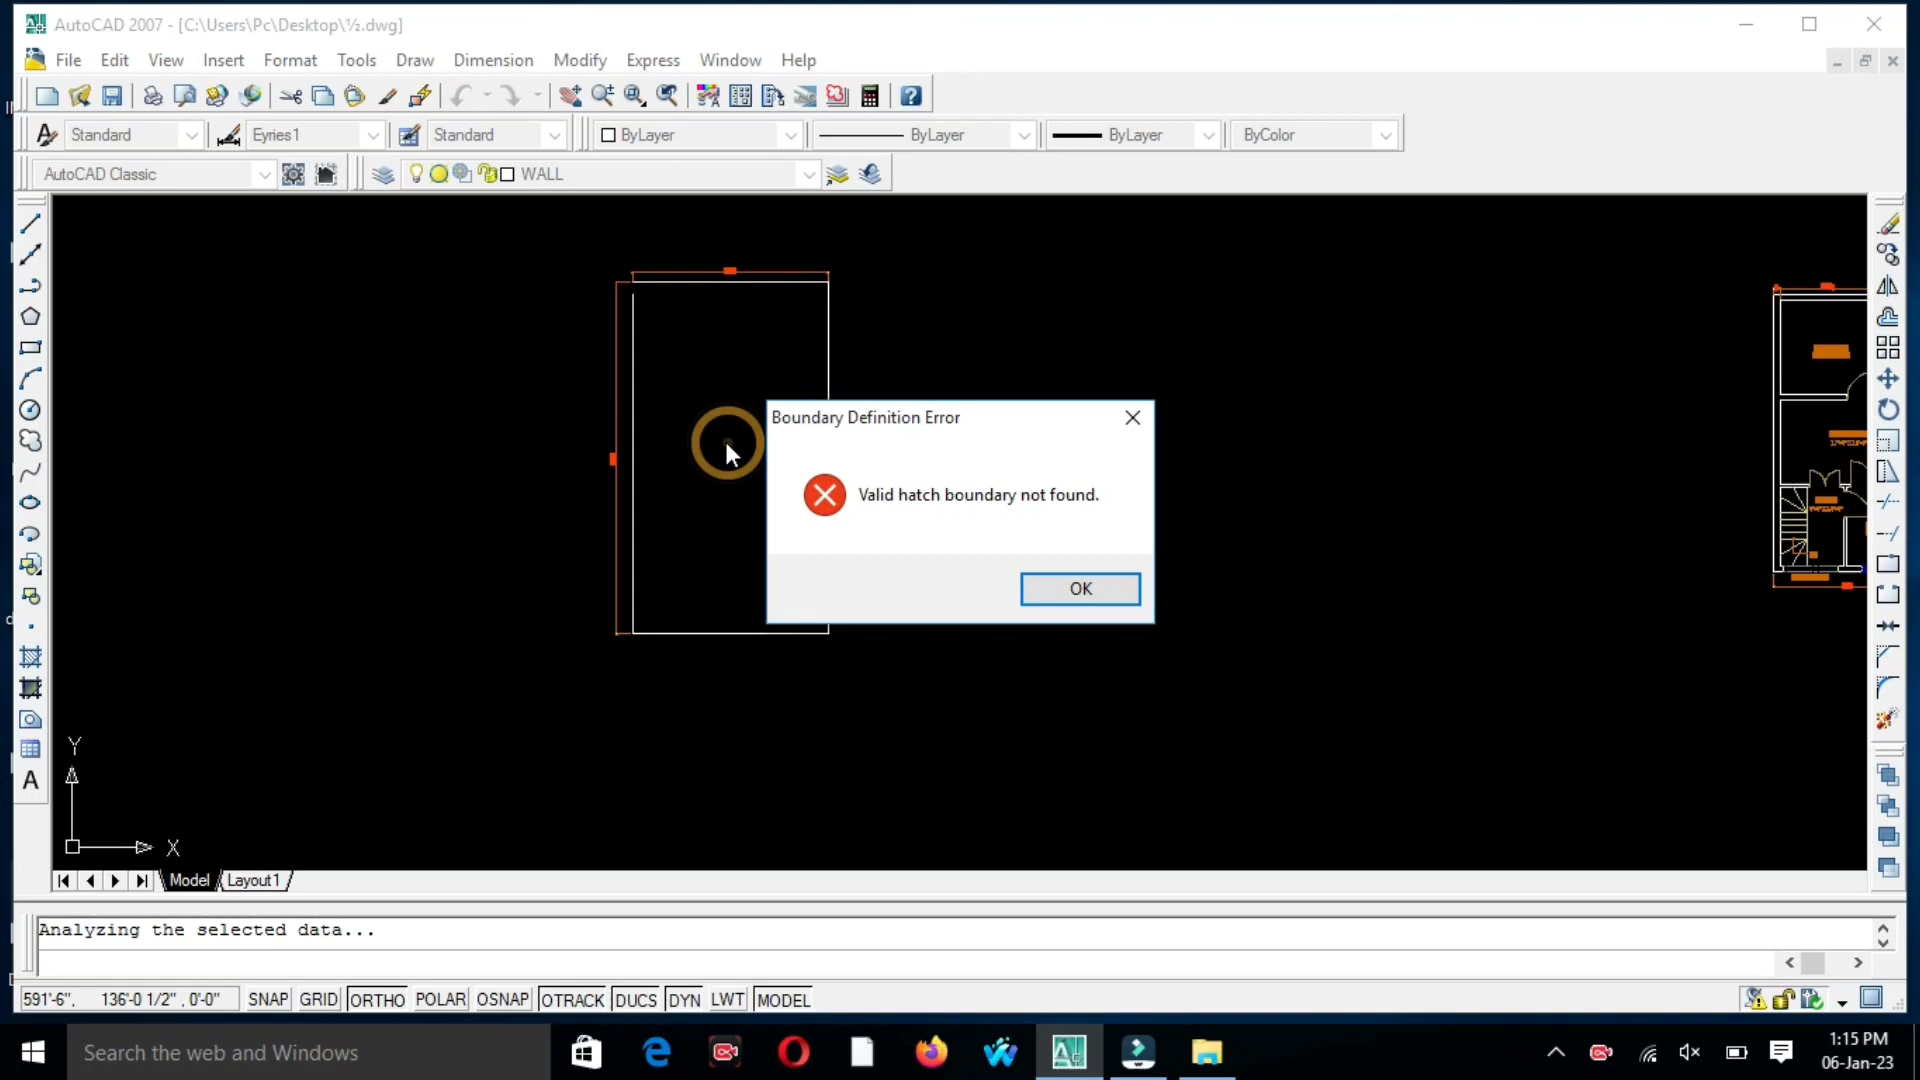 AutoCAD 2007 - [C:\Users\Pc\Desktop\½.dwg]
File Edit View Insert Format Tools Draw Dimension Modify Express Window Help
Standard Eyries1 Standard ByLayer ByLayer ByLayer ByColor
AutoCAD Classic WALL
Boundary Definition Error
Valid hatch boundary not found.
OK
Y
X
A
Model Layout1
Analyzing the selected data...
591'-6", 136'-0 1/2" , 0'-0" SNAP GRID ORTHO POLAR OSNAP OTRACK DUCS DYN LWT MODEL
Search the web and Windows
1:15 PM
06-Jan-23